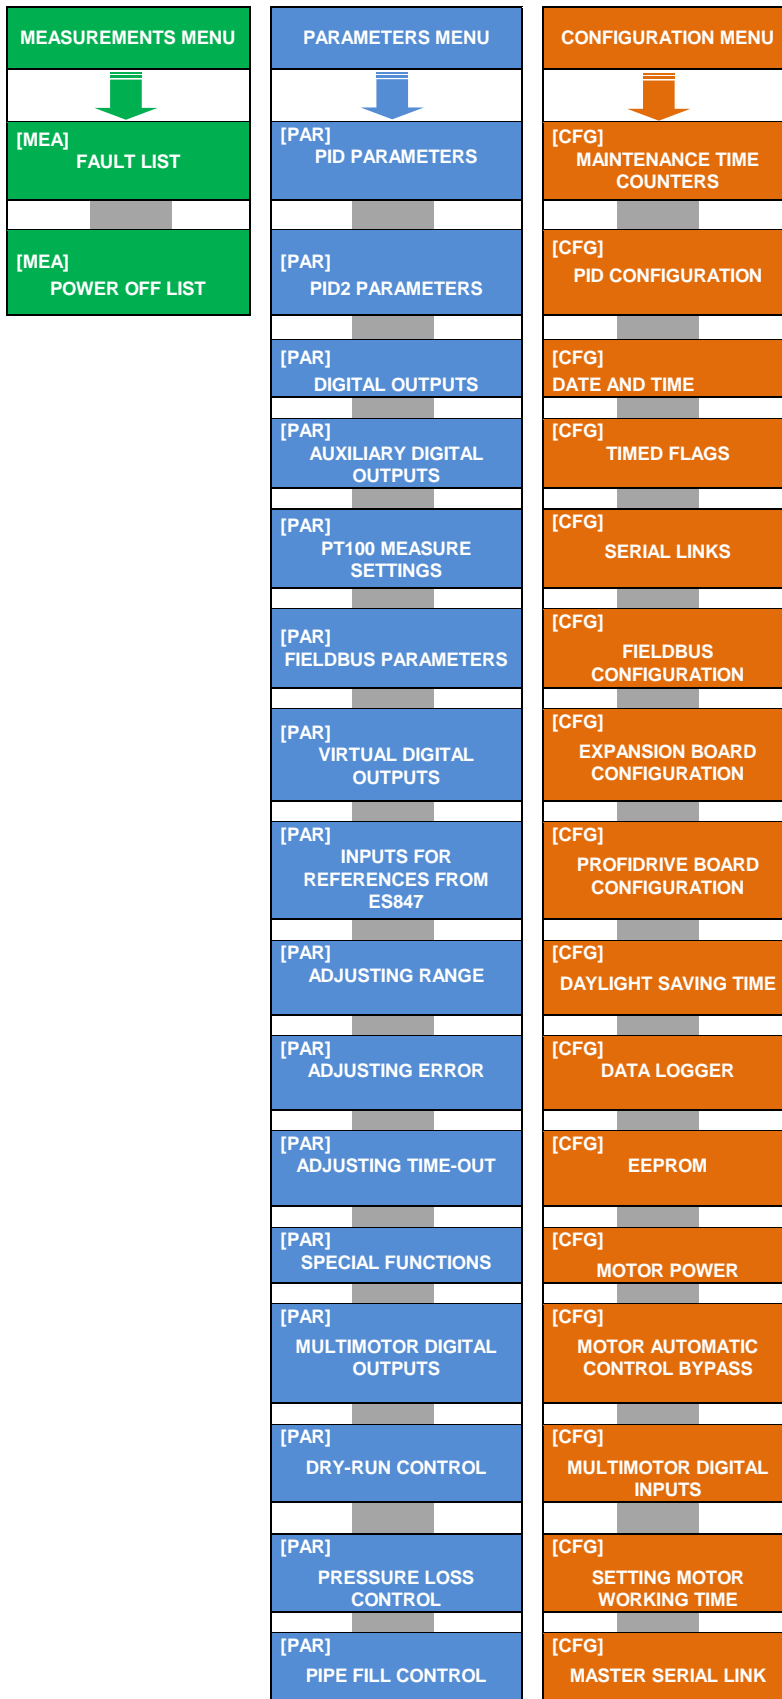 MEASUREMENTS MENU
[MEA]
FAULT LIST
[MEA]
POWER OFF LIST
PARAMETERS MENU
[PAR]
PID PARAMETERS
[PAR]
PID2 PARAMETERS
[PAR]
DIGITAL OUTPUTS
[PAR]
AUXILIARY DIGITAL
OUTPUTS
[PAR]
PT100 MEASURE
SETTINGS
[PAR]
FIELDBUS PARAMETERS
[PAR]
VIRTUAL DIGITAL
OUTPUTS
[PAR]
INPUTS FOR
REFERENCES FROM
ES847
[PAR]
ADJUSTING RANGE
[PAR]
ADJUSTING ERROR
[PAR]
ADJUSTING TIME-OUT
[PAR]
SPECIAL FUNCTIONS
[PAR]
MULTIMOTOR DIGITAL
OUTPUTS
[PAR]
DRY-RUN CONTROL
[PAR]
PRESSURE LOSS
CONTROL
[PAR]
PIPE FILL CONTROL
CONFIGURATION MENU
[CFG]
MAINTENANCE TIME
COUNTERS
[CFG]
PID CONFIGURATION
[CFG]
DATE AND TIME
[CFG]
TIMED FLAGS
[CFG]
SERIAL LINKS
[CFG]
FIELDBUS
CONFIGURATION
[CFG]
EXPANSION BOARD
CONFIGURATION
[CFG]
PROFIDRIVE BOARD
CONFIGURATION
[CFG]
DAYLIGHT SAVING TIME
[CFG]
DATA LOGGER
[CFG]
EEPROM
[CFG]
MOTOR POWER
[CFG]
MOTOR AUTOMATIC
CONTROL BYPASS
[CFG]
MULTIMOTOR DIGITAL
INPUTS
[CFG]
SETTING MOTOR
WORKING TIME
[CFG]
MASTER SERIAL LINK